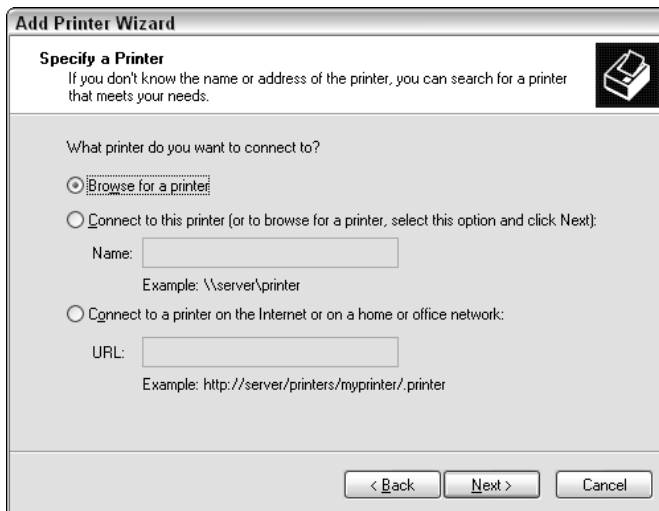 Add Printer Wizard
Specify a Printer
If you don't know the name or address of the printer, you can search for a printer
that meets your needs.
What printer do you want to connect to?
Browse for a printer
Connect to this printer (or to browse for a printer, select this option and click Next):
Name:
Example: \\server\printer
Connect to a printer on the Internet or on a home or office network:
URL:
Example: http://server/printers/myprinter/.printer
< Back Next > Cancel